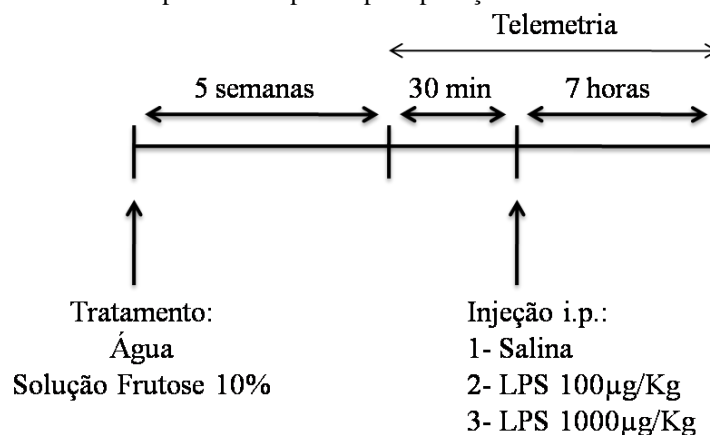 Telemetria
5 semanas
30 min
7 horas
Tratamento:
Água
Solução Frutose 10%
Injeção i.p.:
1- Salina
2- LPS 100µg/Kg
3- LPS 1000µg/Kg